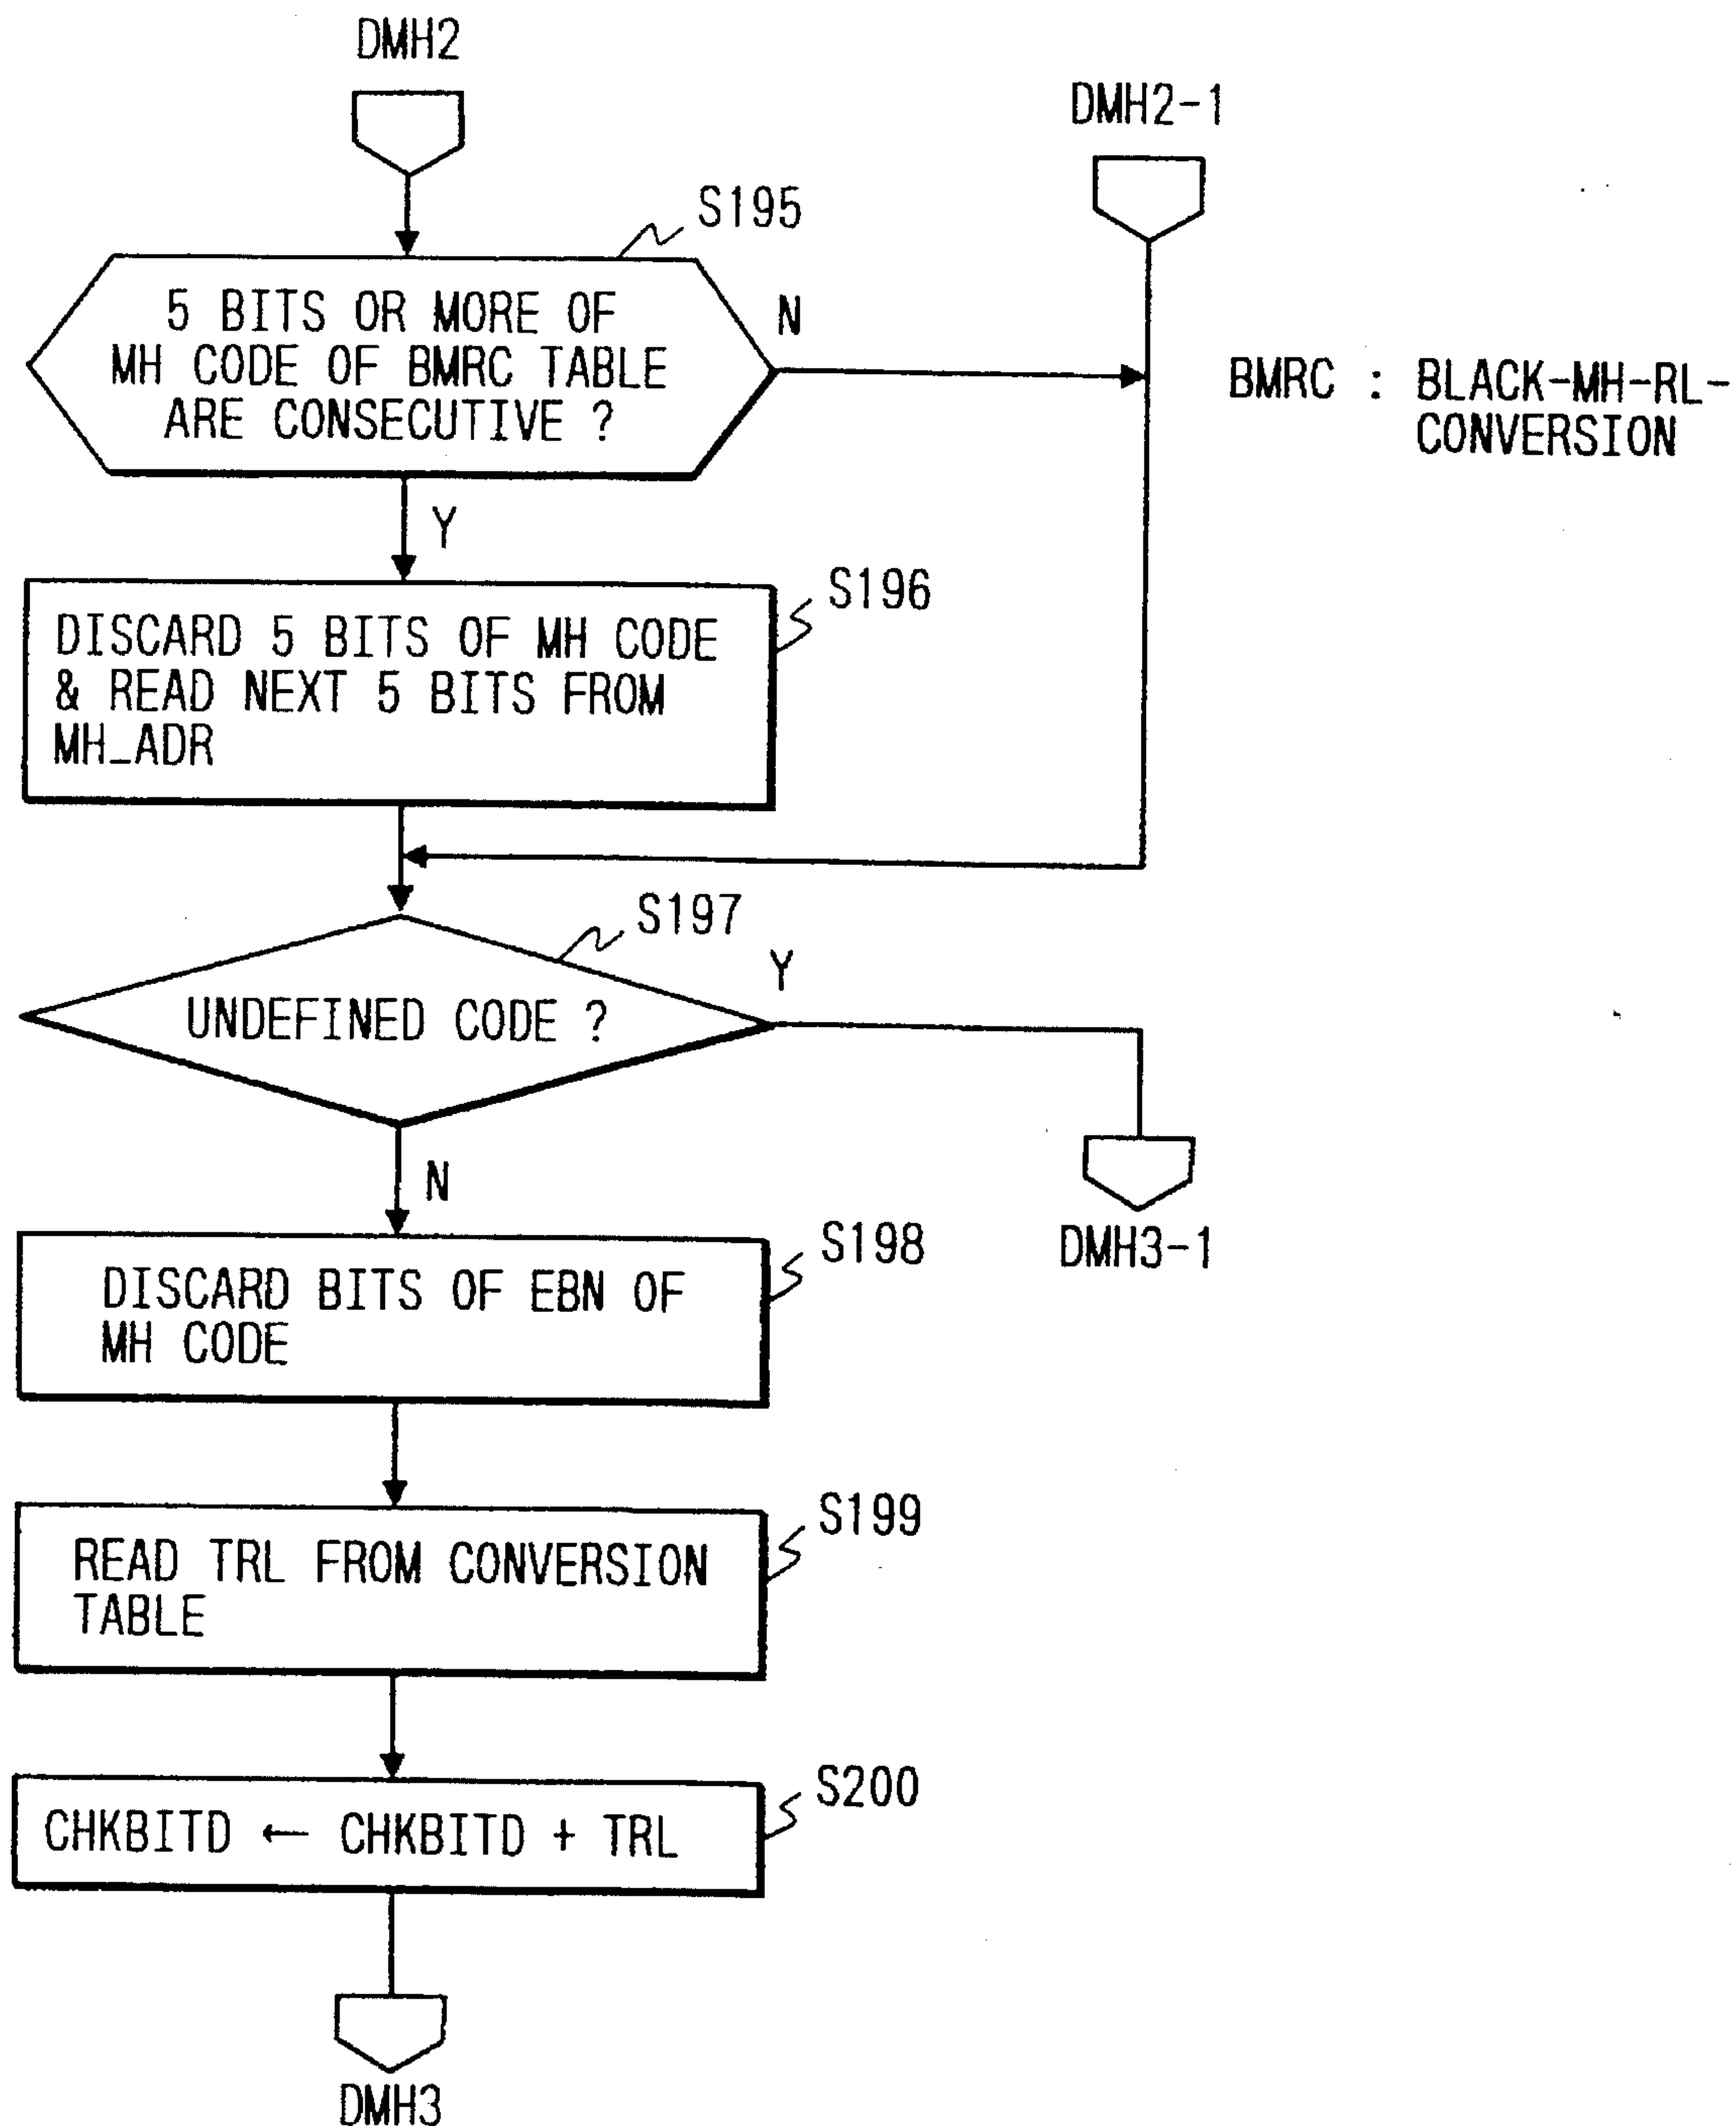 DMH2
DMH2-1
S195
5 BITS OR MORE OF
MH CODE OF BMRC TABLE
ARE CONSECUTIVE ?
N
BMRC : BLACK-MH-RL-
CONVERSION
Y
S196
DISCARD 5 BITS OF MH CODE
& READ NEXT 5 BITS FROM
MH_ADR
S197
UNDEFINED CODE ?
Y
N
DMH3-1
S198
DISCARD BITS OF EBN OF
MH CODE
S199
READ TRL FROM CONVERSION
TABLE
S200
CHKBITD ← CHKBITD + TRL
DMH3